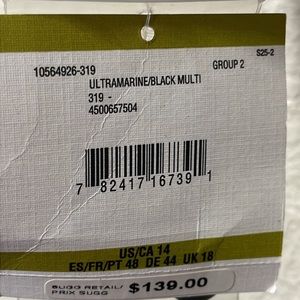 S25-2
10564926-319 GROUP 2
ULTRAMARINE/BLACK MULTI
319 -
4500657504
7 82417 16739 1
US/CA 14
ES/FR/PT 48 DE 44 UK 18
SUGG RETAIL/
PRIX SUGG $139.00